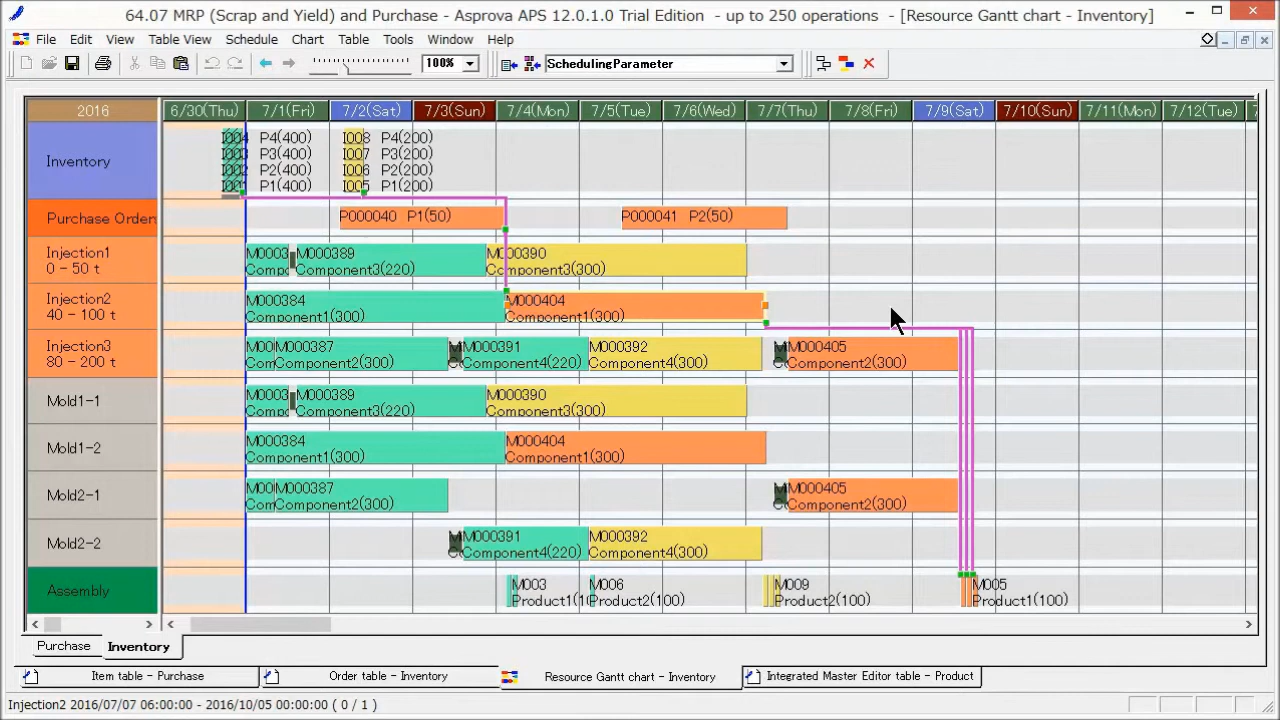 64.07 MRP (Scrap and Yield) and Purchase - Asprova APS 12.0.1.0 Trial Edition  - up to 250 operations  - [Resource Gantt chart - Inventory]
File Edit View Table View Schedule Chart Table Tools Window Help
100% SchedulingParameter
2016 6/30(Thu) 7/1(Fri) 7/2(Sat) 7/3(Sun) 7/4(Mon) 7/5(Tue) 7/6(Wed) 7/7(Thu) 7/8(Fri) 7/9(Sat) 7/10(Sun) 7/11(Mon) 7/12(Tue)
Inventory
I004 P4(400) I008 P4(200)
I003 P3(400) I007 P3(200)
I002 P2(400) I006 P2(200)
I001 P1(400) I005 P1(200)
Purchase Order P000040 P1(50) P000041 P2(50)
Injection1 M0003 M000389 M000390
0-50 t Compo Component3(220) Component3(300)
Injection2 M000384 M000404
40-100 t Component1(300) Component1(300)
Injection3 M00 M000387 M000391 M000392 M000405
80-200 t Com Component2(300) Component4(220) Component4(300) Component2(300)
Mold1-1
M0003 M000389 M000390
Compo Component3(220) Component3(300)
Mold1-2
M000384 M000404
Component1(300) Component1(300)
Mold2-1
M00 M000387 M000405
Com Component2(300) Component2(300)
Mold2-2
M000391 M000392
Component4(220) Component4(300)
Assembly
M003 M006 M009 M005
Product1(10 Product2(100) Product2(100) Product1(100)
Purchase Inventory
Item table - Purchase Order table - Inventory Resource Gantt chart - Inventory Integrated Master Editor table - Product
Injection2 2016/07/07 06:00:00 - 2016/10/05 00:00:00 ( 0 / 1 )